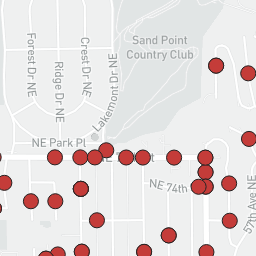 Sand Point
Country Club
Forest Dr NE
Ridge Dr NE
Crest Dr NE
Lakemont Dr NE
NE Park Pl
NE 74th
57th Ave NE